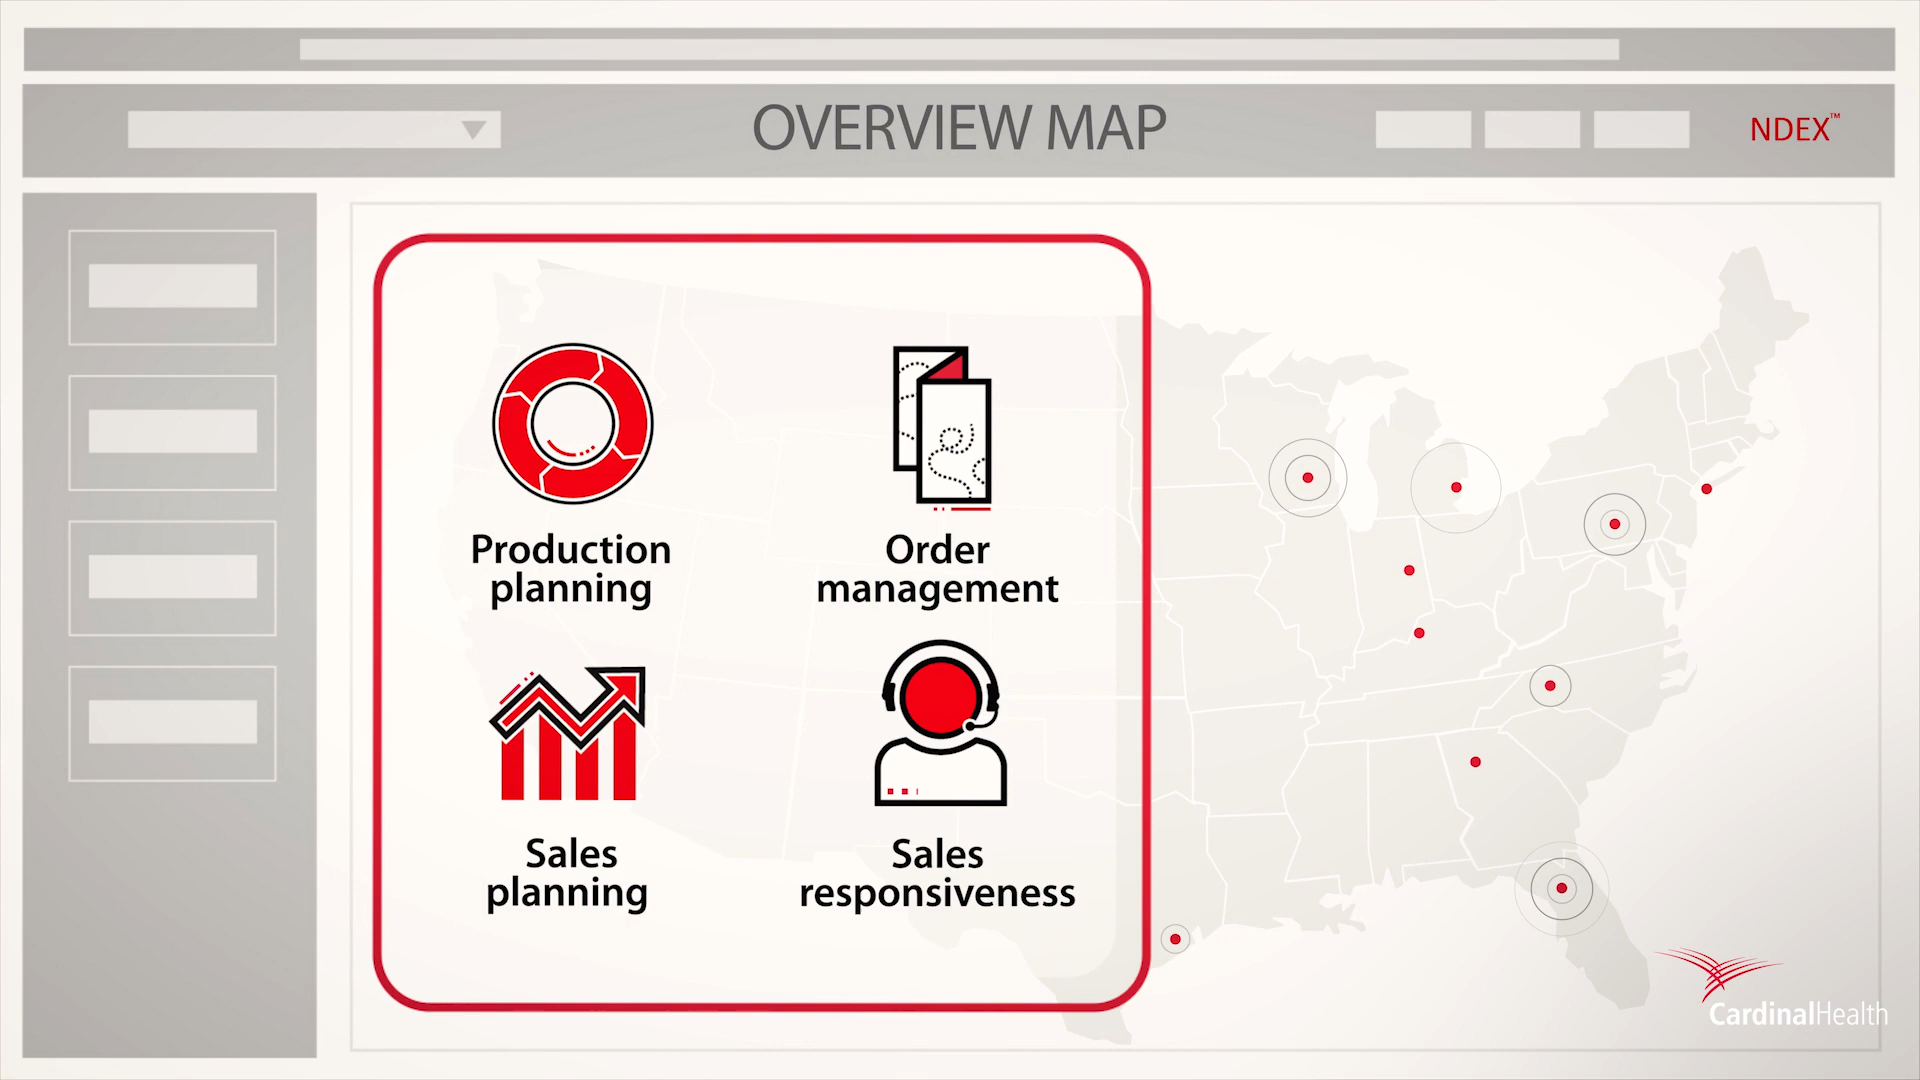 OVERVIEW MAP
NDEX™
Production
planning
Order
management
Sales
planning
Sales
responsiveness
CardinalHealth